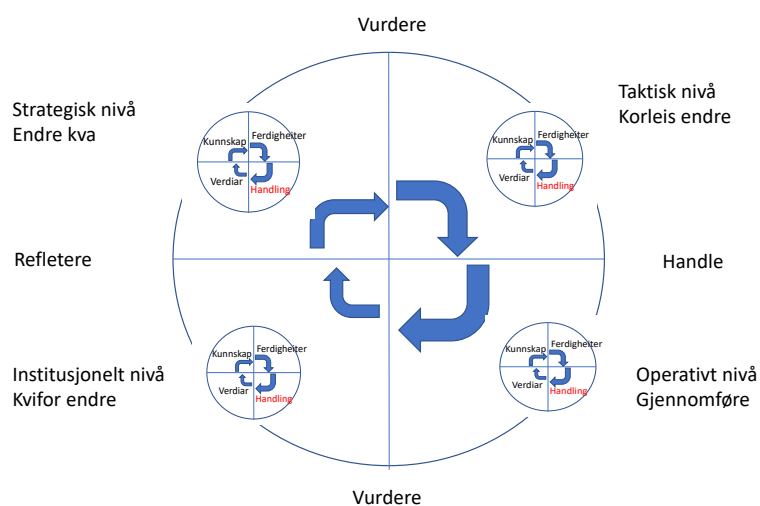 Vurdere
Strategisk nivå
Endre kva
Kunnskap
Ferdigheiter
Verdiar
Handling
Taktisk nivå
Korleis endre
Kunnskap
Ferdigheiter
Verdiar
Handling
Refletere
Handle
Institusjonelt nivå
Kvifor endre
Kunnskap
Ferdigheiter
Verdiar
Handling
Operativt nivå
Gjennomføre
Kunnskap
Ferdigheiter
Verdiar
Handling
Vurdere